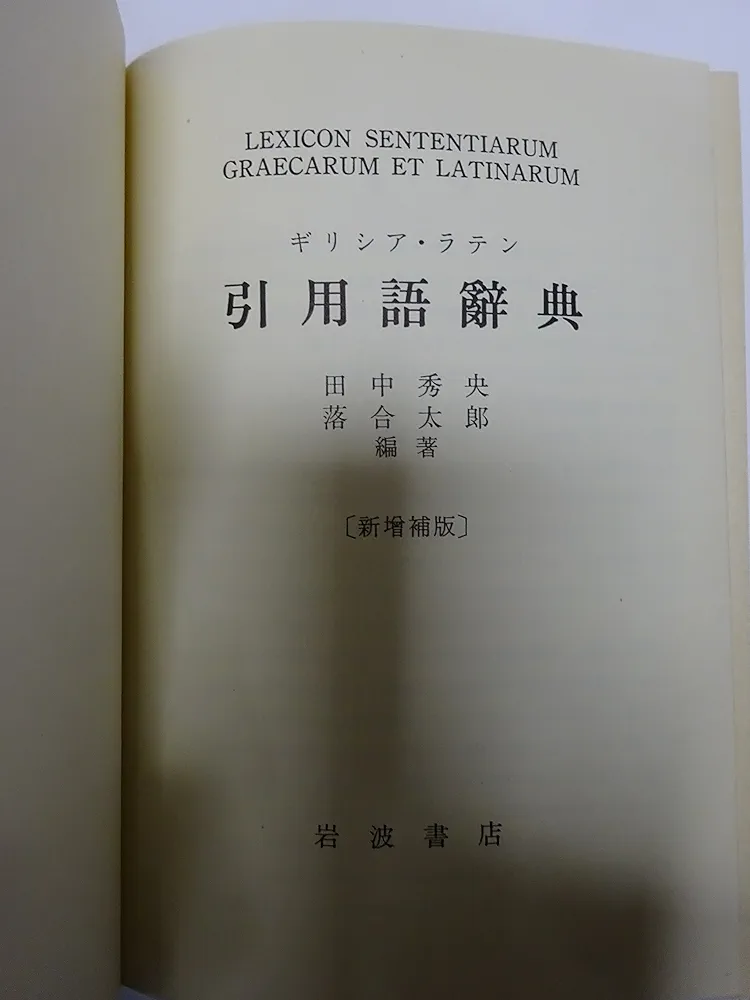 LEXICON SENTENTIARUM
GRAECARUM ET LATINARUM
ギリシア・ラテン
引用語辭典
田中秀央
落合太郎
編著
〔新増補版〕
岩波書店